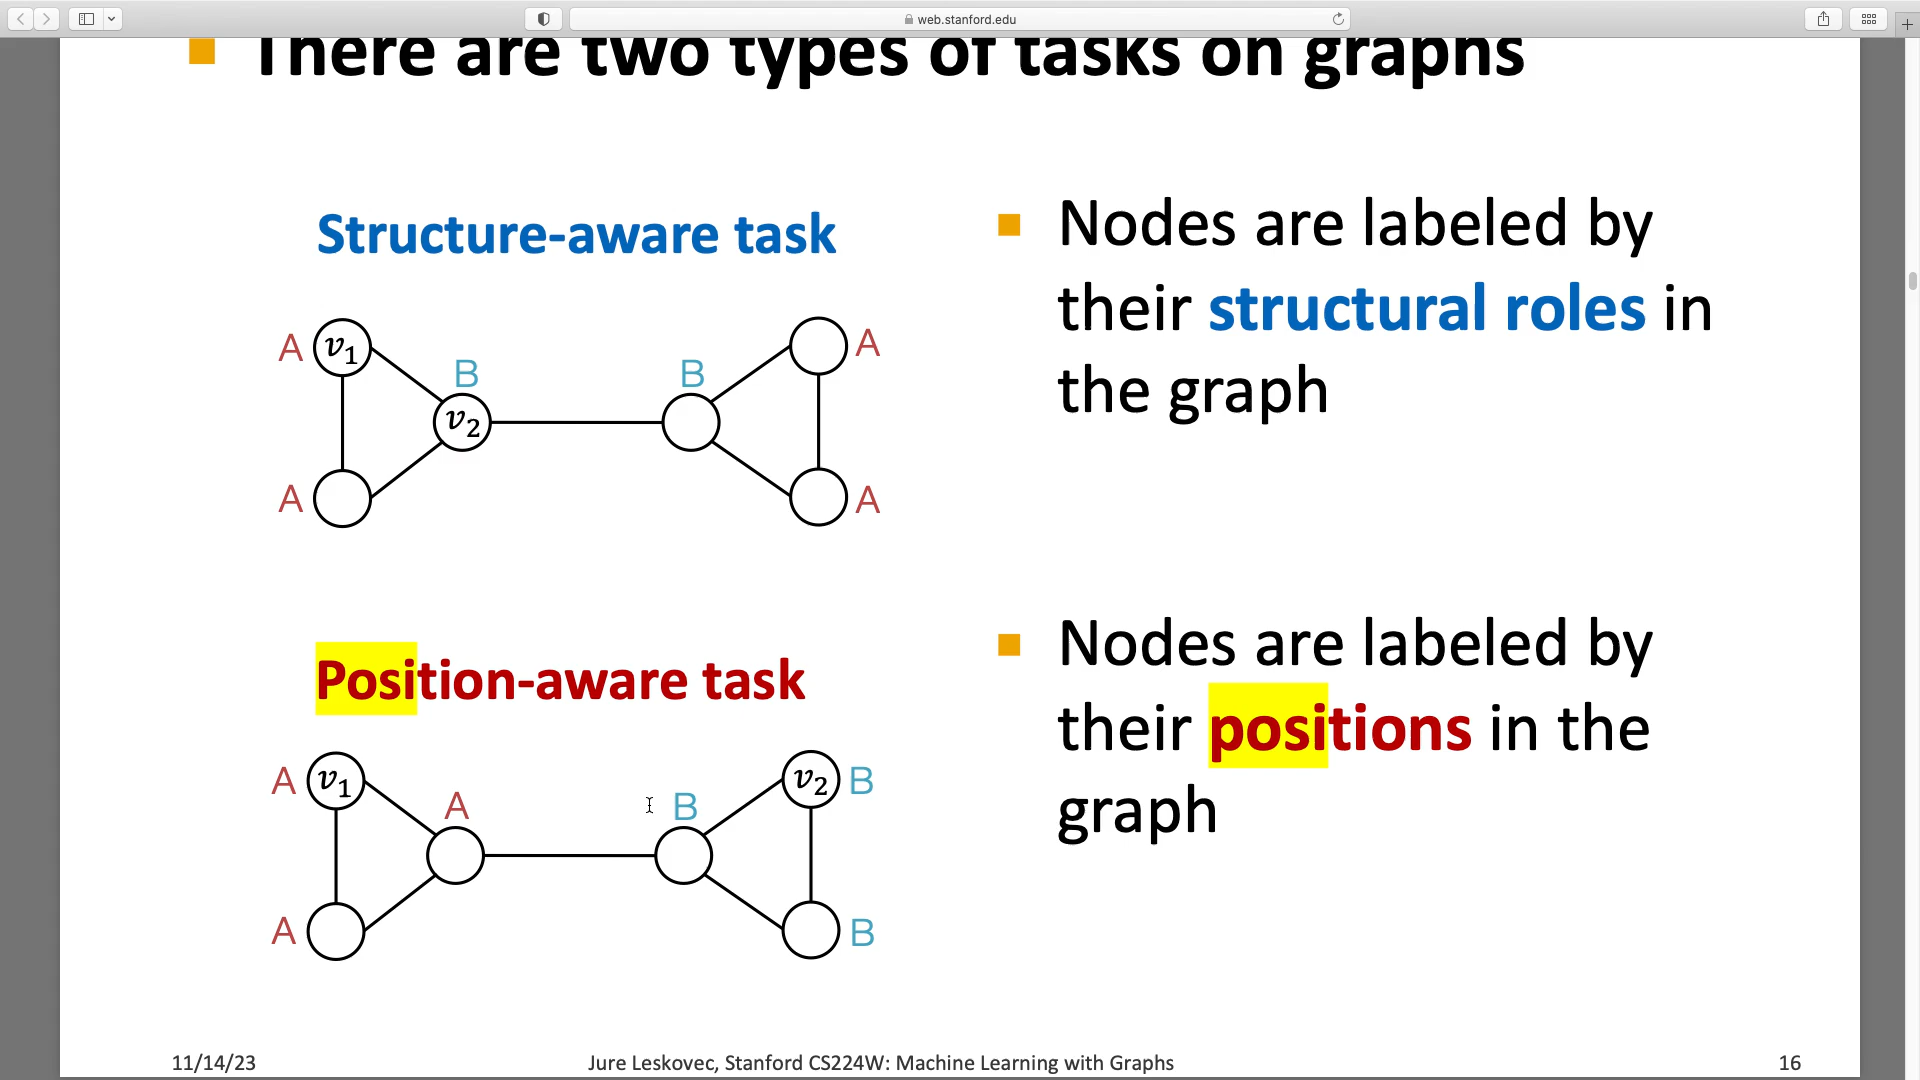 web.stanford.edu
There are two types of tasks on graphs
Structure-aware task
A v1
B
v2
B
A
A
A
Nodes are labeled by
their structural roles in
the graph
Position-aware task
A v1
A
B
v2 B
A
B
Nodes are labeled by
their positions in the
graph
11/14/23 Jure Leskovec, Stanford CS224W: Machine Learning with Graphs 16